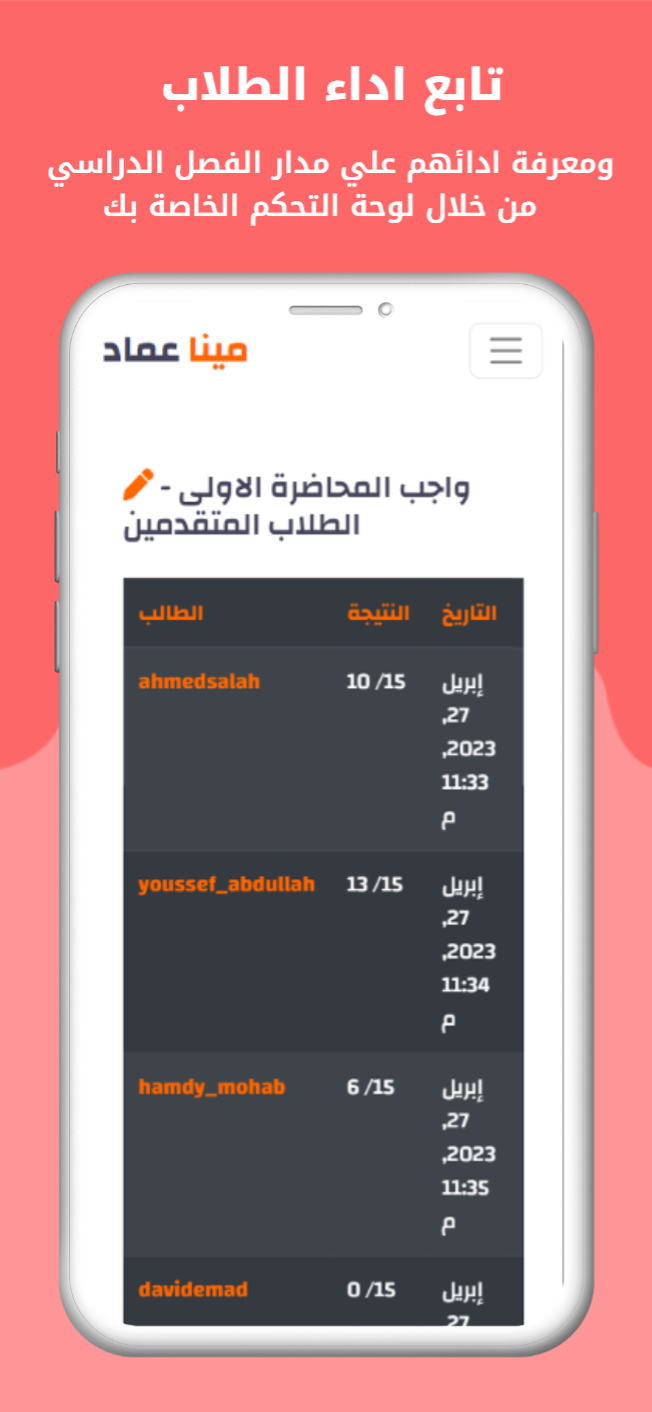 تابع اداء الطلاب
ومعرفة ادائهم علي مدار الفصل الدراسي
من خلال لوحة التحكم الخاصة بك
مينا عماد
واجب المحاضرة الاولى -
الطلاب المتقدمين
الطالب النتيجة التاريخ
ahmedsalah 10 /15 إبريل
27,
2023,
11:33
م
youssef_abdullah 13 /15 إبريل
27,
2023,
11:34
م
hamdy_mohab 6 /15 إبريل
27,
2023,
11:35
م
davidemad 0 /15 إبريل
27,